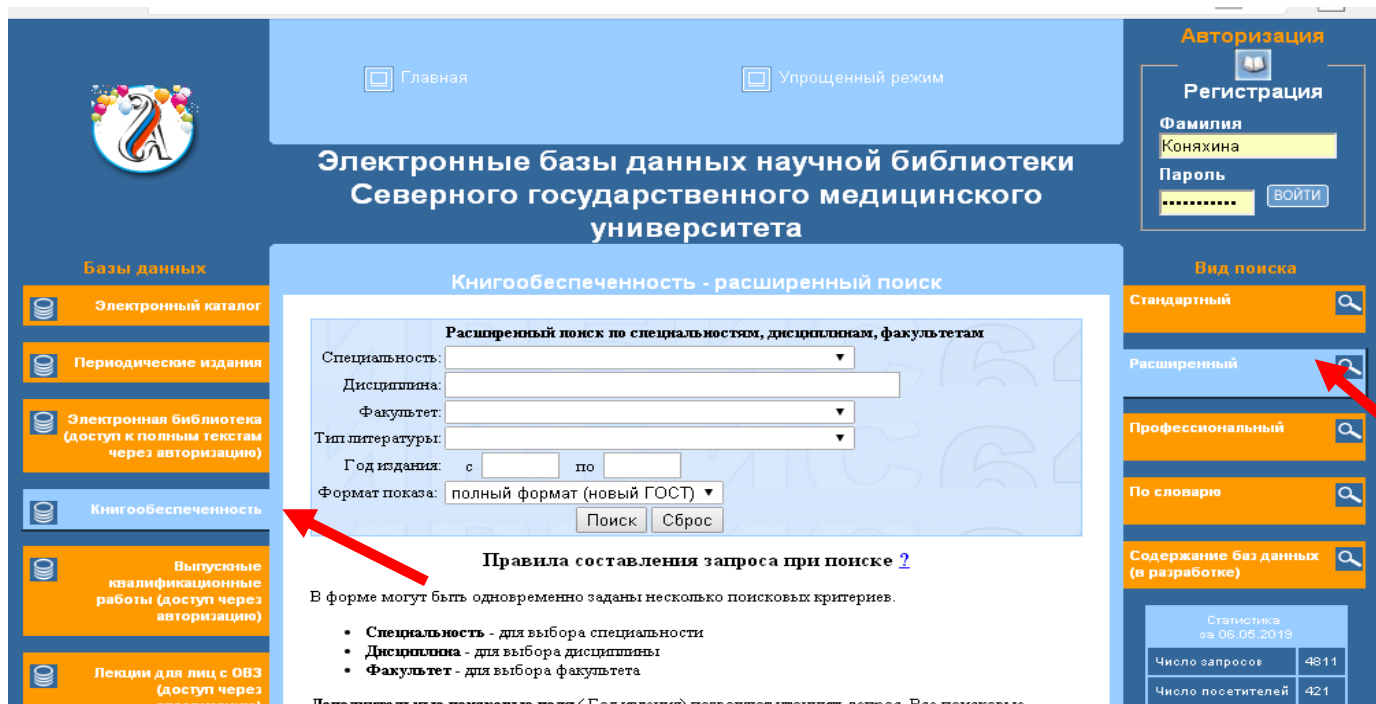 Главная
Упрощенный режим
Авторизация
Регистрация
Фамилия
Коняхина
Пароль
•••••••••••
ВОЙТИ
Электронные базы данных научной библиотеки
Северного государственного медицинского
университета
Базы данных
Электронный каталог
Периодические издания
Электронная библиотека
(доступ к полным текстам
через авторизацию)
Книгообеспеченность
Выпускные
квалификационные
работы (доступ через
авторизацию)
Лекции для лиц с ОВЗ
(доступ через
Книгообеспеченность - расширенный поиск
Расширенный поиск по специальностям, дисциплинам, факультетам
Специальность:
Дисциплина:
Факультет:
Тип литературы:
Год издания: с по
Формат показа: полный формат (новый ГОСТ)
Поиск Сброс
Правила составления запроса при поиске ?
В форме могут быть одновременно заданы несколько поисковых критериев.
• Специальность - для выбора специальности
• Дисциплина - для выбора дисциплины
• Факультет - для выбора факультета
Вид поиска
Стандартный
Расширенный
Профессиональный
По словарю
Содержание баз данных
(в разработке)
Статистика
за 06.05.2019
Число запросов 4811
Число посетителей 421